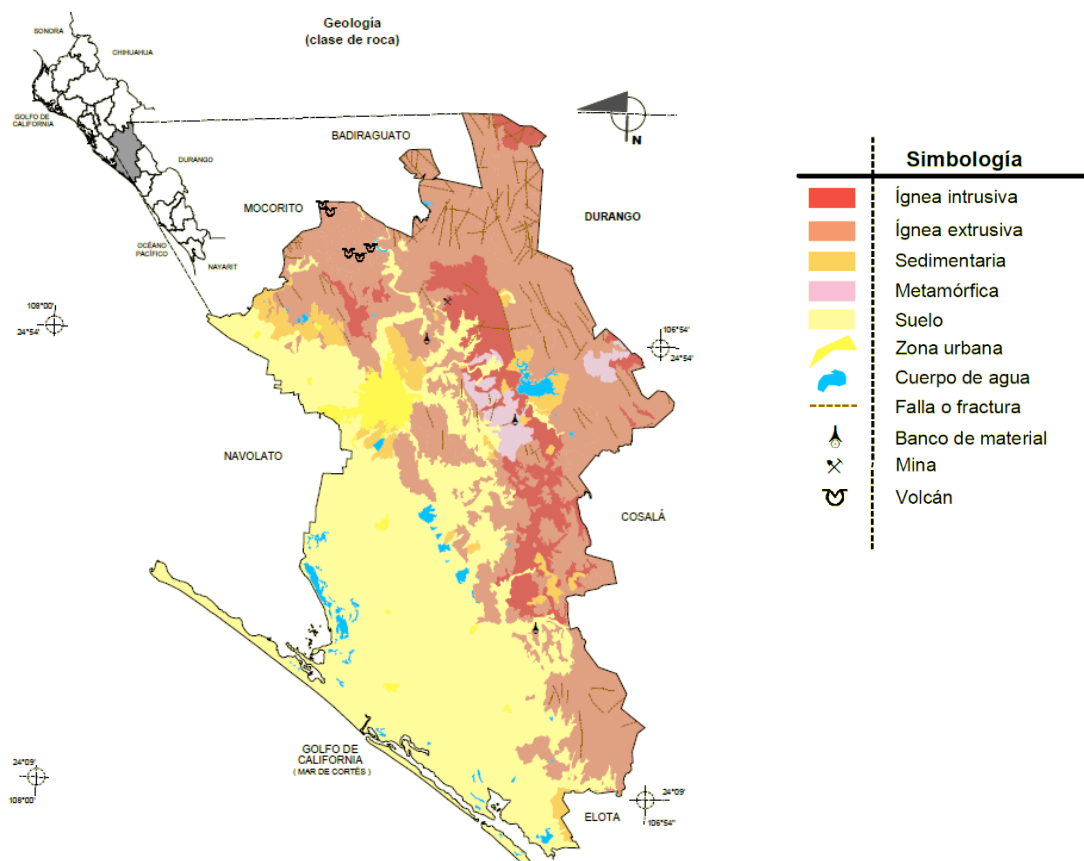 Geología
(clase de roca)
SONORA
CHIHUAHUA
GOLFO DE
CALIFORNIA
DURANGO
OCÉANO
PACÍFICO
NAYARIT
BADIRAGUATO
MOCORITO
DURANGO
N
108°00'
24°54'
106°54'
24°54'
NAVOLATO
COSALÁ
GOLFO DE
CALIFORNIA
( MAR DE CORTÉS )
ELOTA
24°09'
108°00'
24°09'
106°54'
Simbología
Ígnea intrusiva
Ígnea extrusiva
Sedimentaria
Metamórfica
Suelo
Zona urbana
Cuerpo de agua
Falla o fractura
Banco de material
Mina
Volcán